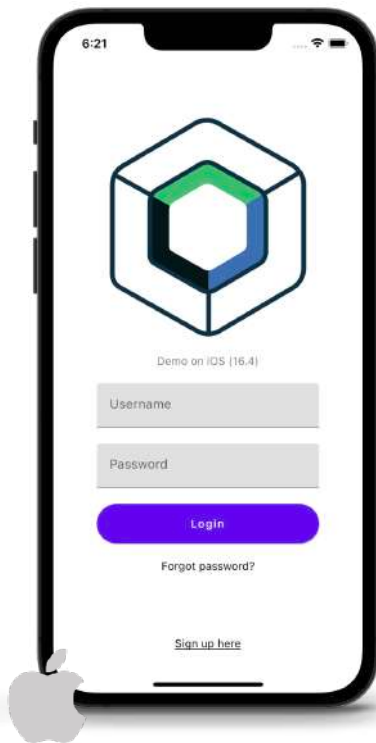 6:21
Demo on iOS (16.4)
Username
Password
Login
Forgot password?
Sign up here